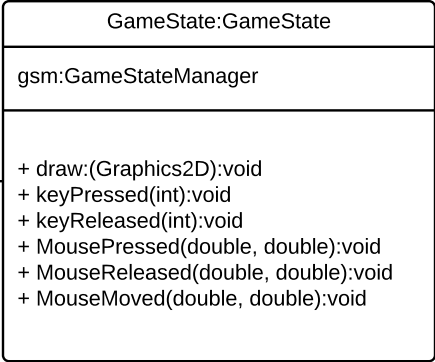 GameState:GameState
gsm:GameStateManager
+ draw:(Graphics2D):void
+ keyPressed(int):void
+ keyReleased(int):void
+ MousePressed(double, double):void
+ MouseReleased(double, double):void
+ MouseMoved(double, double):void